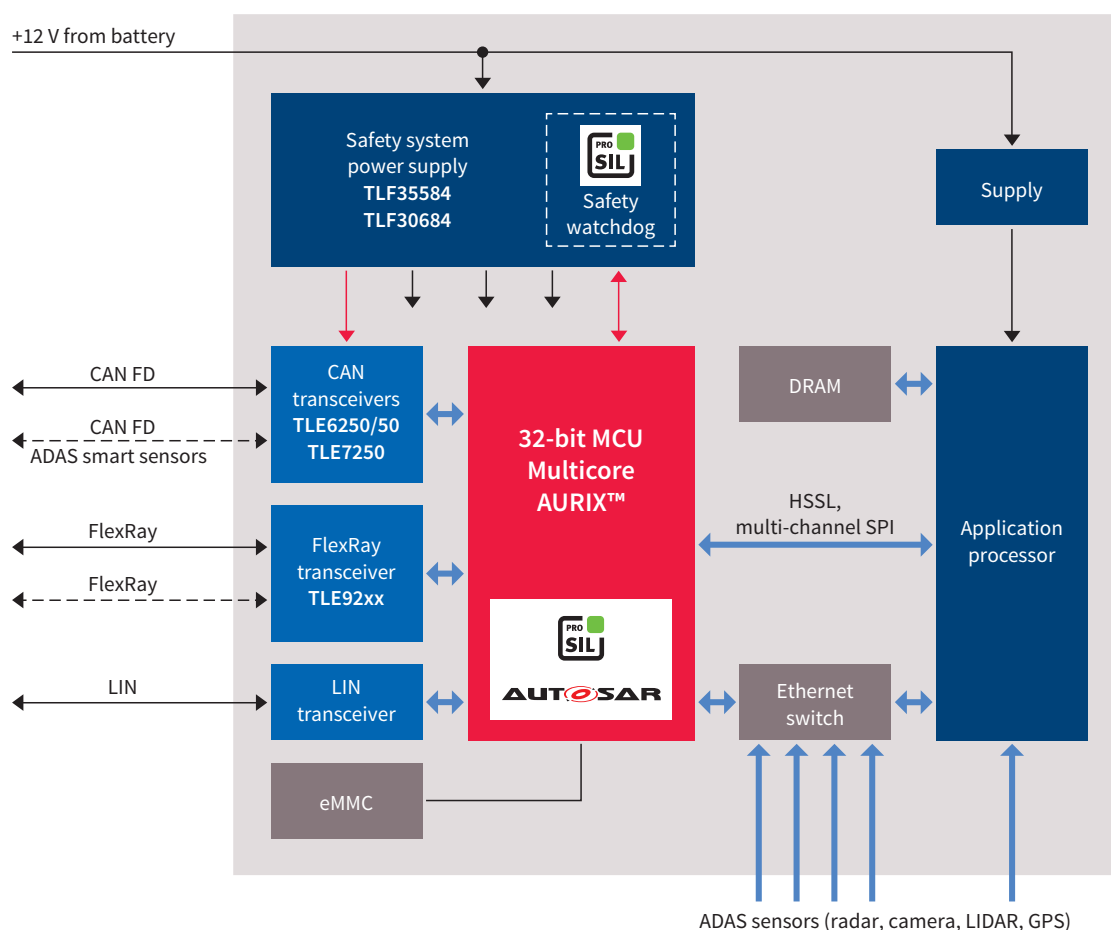 +12 V from battery
Safety system
power supply
TLF35584
TLF30684
PRO
SIL
Safety
watchdog
Supply
CAN FD
CAN FD
ADAS smart sensors
CAN
transceivers
TLE6250/50
TLE7250
32-bit MCU
Multicore
AURIX™
DRAM
HSSL,
multi-channel SPI
Application
processor
FlexRay
FlexRay
FlexRay
transceiver
TLE92xx
PRO
SIL
AUTOSAR
LIN
LIN
transceiver
Ethernet
switch
eMMC
ADAS sensors (radar, camera, LIDAR, GPS)